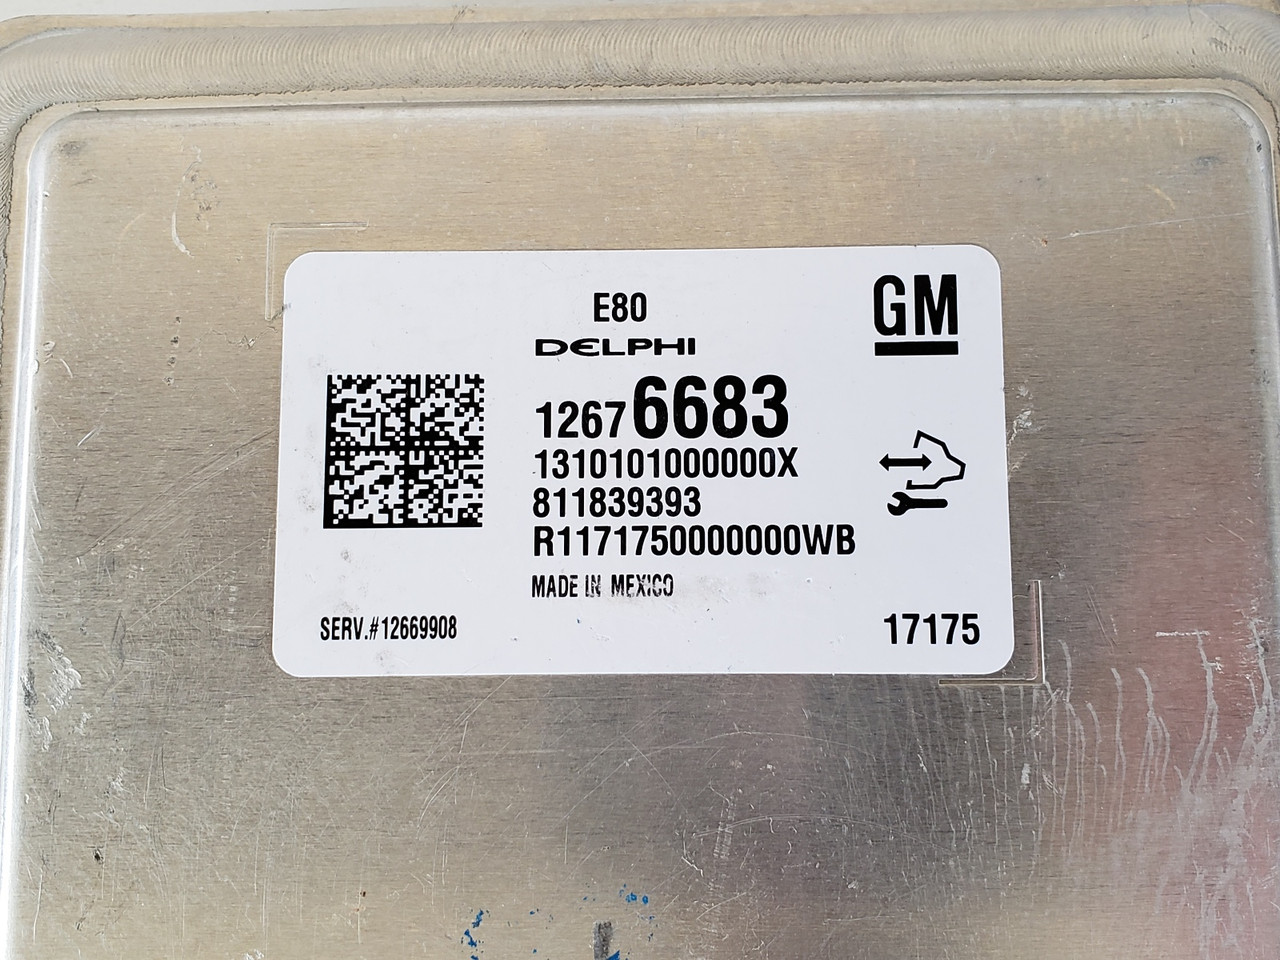 E80
GM
DELPHI
12676683
1310101000000X
811839393
R1171750000000WB
MADE IN MEXICO
SERV.#12669908
17175